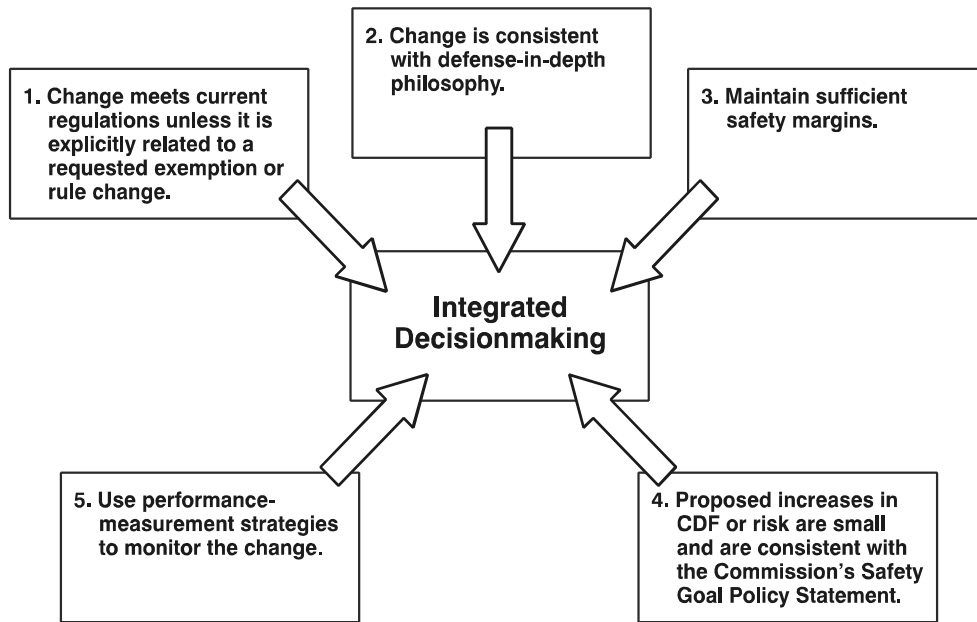 1. Change meets current
regulations unless it is
explicitly related to a
requested exemption or
rule change.
2. Change is consistent
with defense-in-depth
philosophy.
3. Maintain sufficient
safety margins.
Integrated
Decisionmaking
5. Use performance-
measurement strategies
to monitor the change.
4. Proposed increases in
CDF or risk are small
and are consistent with
the Commission's Safety
Goal Policy Statement.